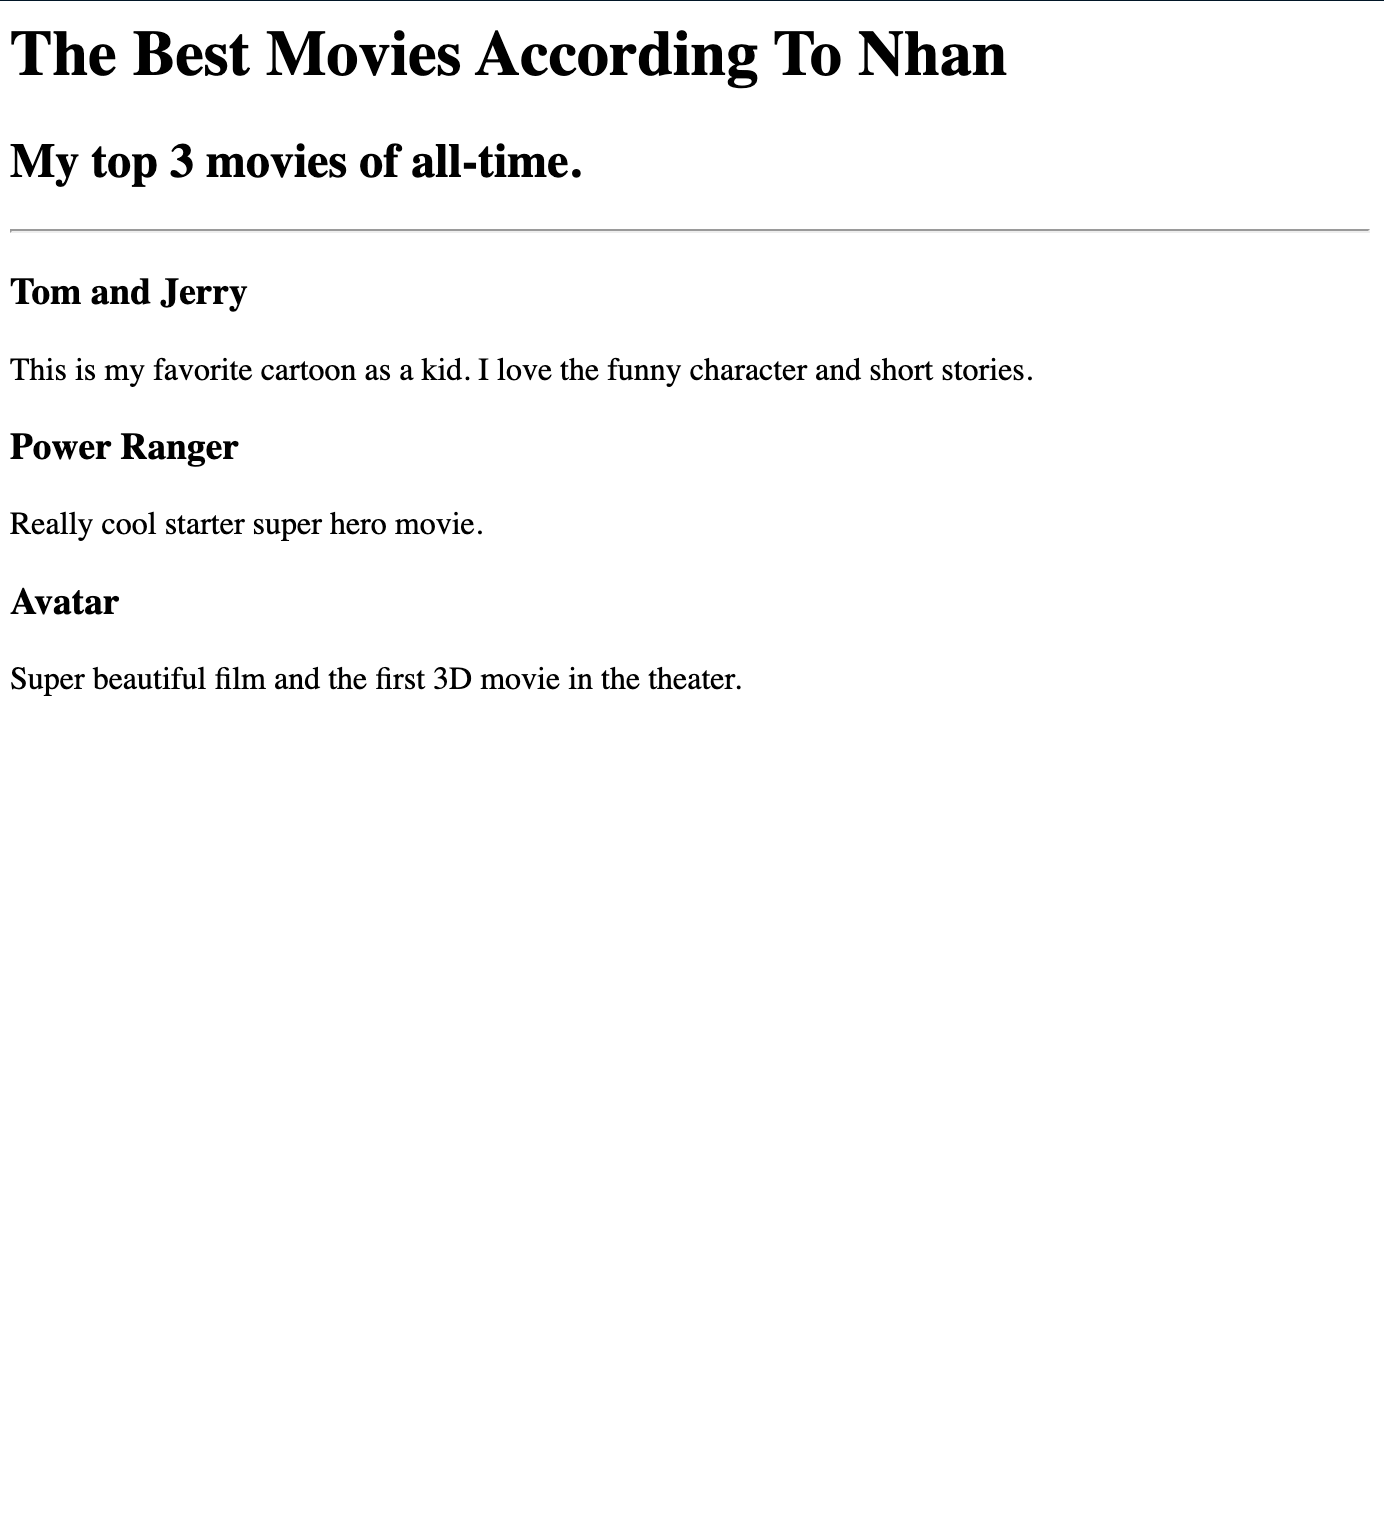 The Best Movies According To Nhan
My top 3 movies of all-time.
Tom and Jerry
This is my favorite cartoon as a kid. I love the funny character and short stories.
Power Ranger
Really cool starter super hero movie.
Avatar
Super beautiful film and the first 3D movie in the theater.